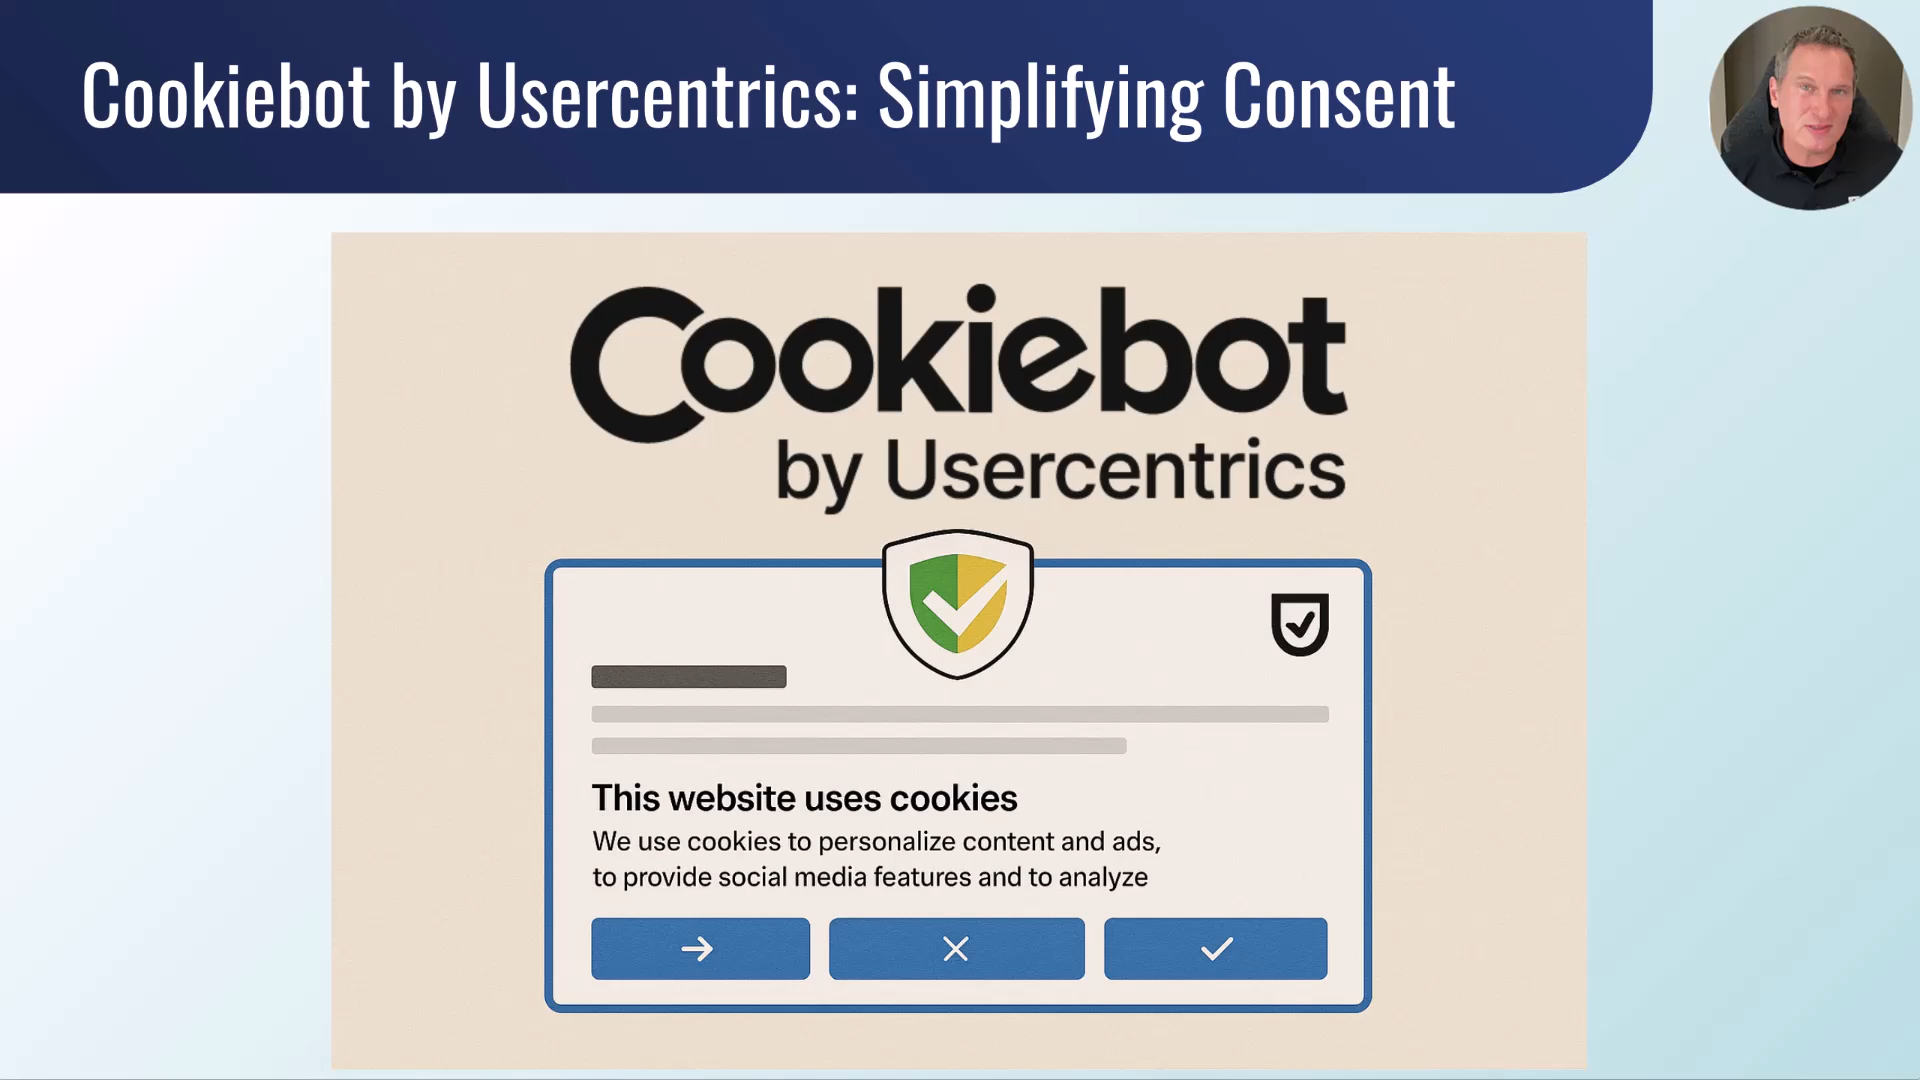 Cookiebot by Usercentrics: Simplifying Consent
Cookiebot
by Usercentrics
This website uses cookies
We use cookies to personalize content and ads,
to provide social media features and to analyze